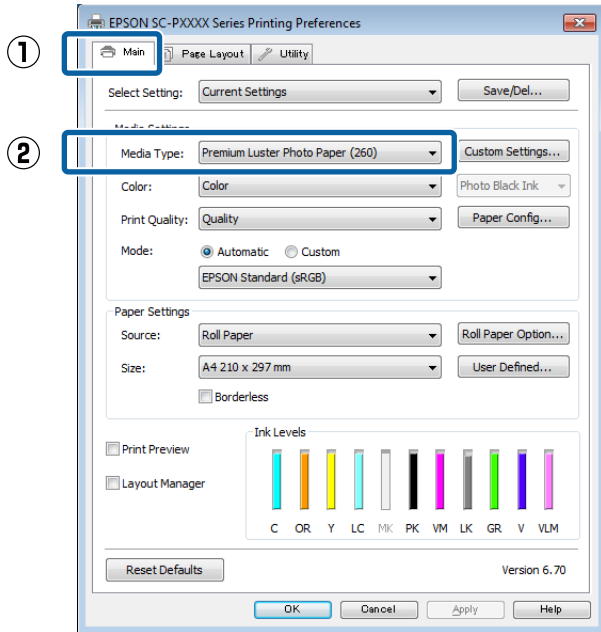 EPSON SC-PXXXX Series Printing Preferences
① Main Page Layout Utility
Select Setting: Current Settings Save/Del...
Media Settings
② Media Type: Premium Luster Photo Paper (260) Custom Settings...
Color: Color Photo Black Ink
Print Quality: Quality Paper Config...
Mode: Automatic Custom
EPSON Standard (sRGB)
Paper Settings
Source: Roll Paper Roll Paper Option...
Size: A4 210 x 297 mm User Defined...
Borderless
Ink Levels
Print Preview
Layout Manager
C OR Y LC MK PK VM LK GR V VLM
Reset Defaults Version 6.70
OK Cancel Apply Help